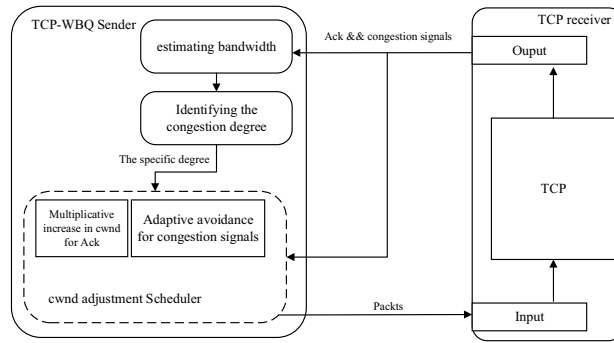 TCP-WBQ Sender
estimating bandwidth
Identifying the
congestion degree
The specific degree
Multiplicative
increase in cwnd
for Ack
Adaptive avoidance
for congestion signals
cwnd adjustment Scheduler
Ack && congestion signals
Packts
TCP receiver
Ouput
TCP
Input